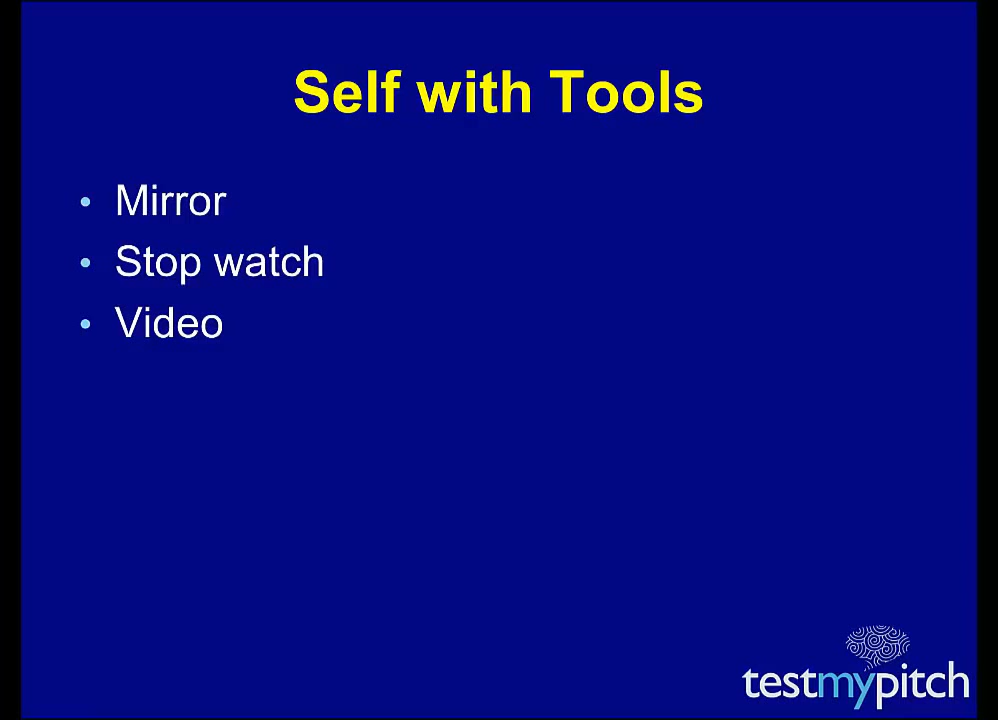 Self with Tools
• Mirror
• Stop watch
• Video
testmypitch